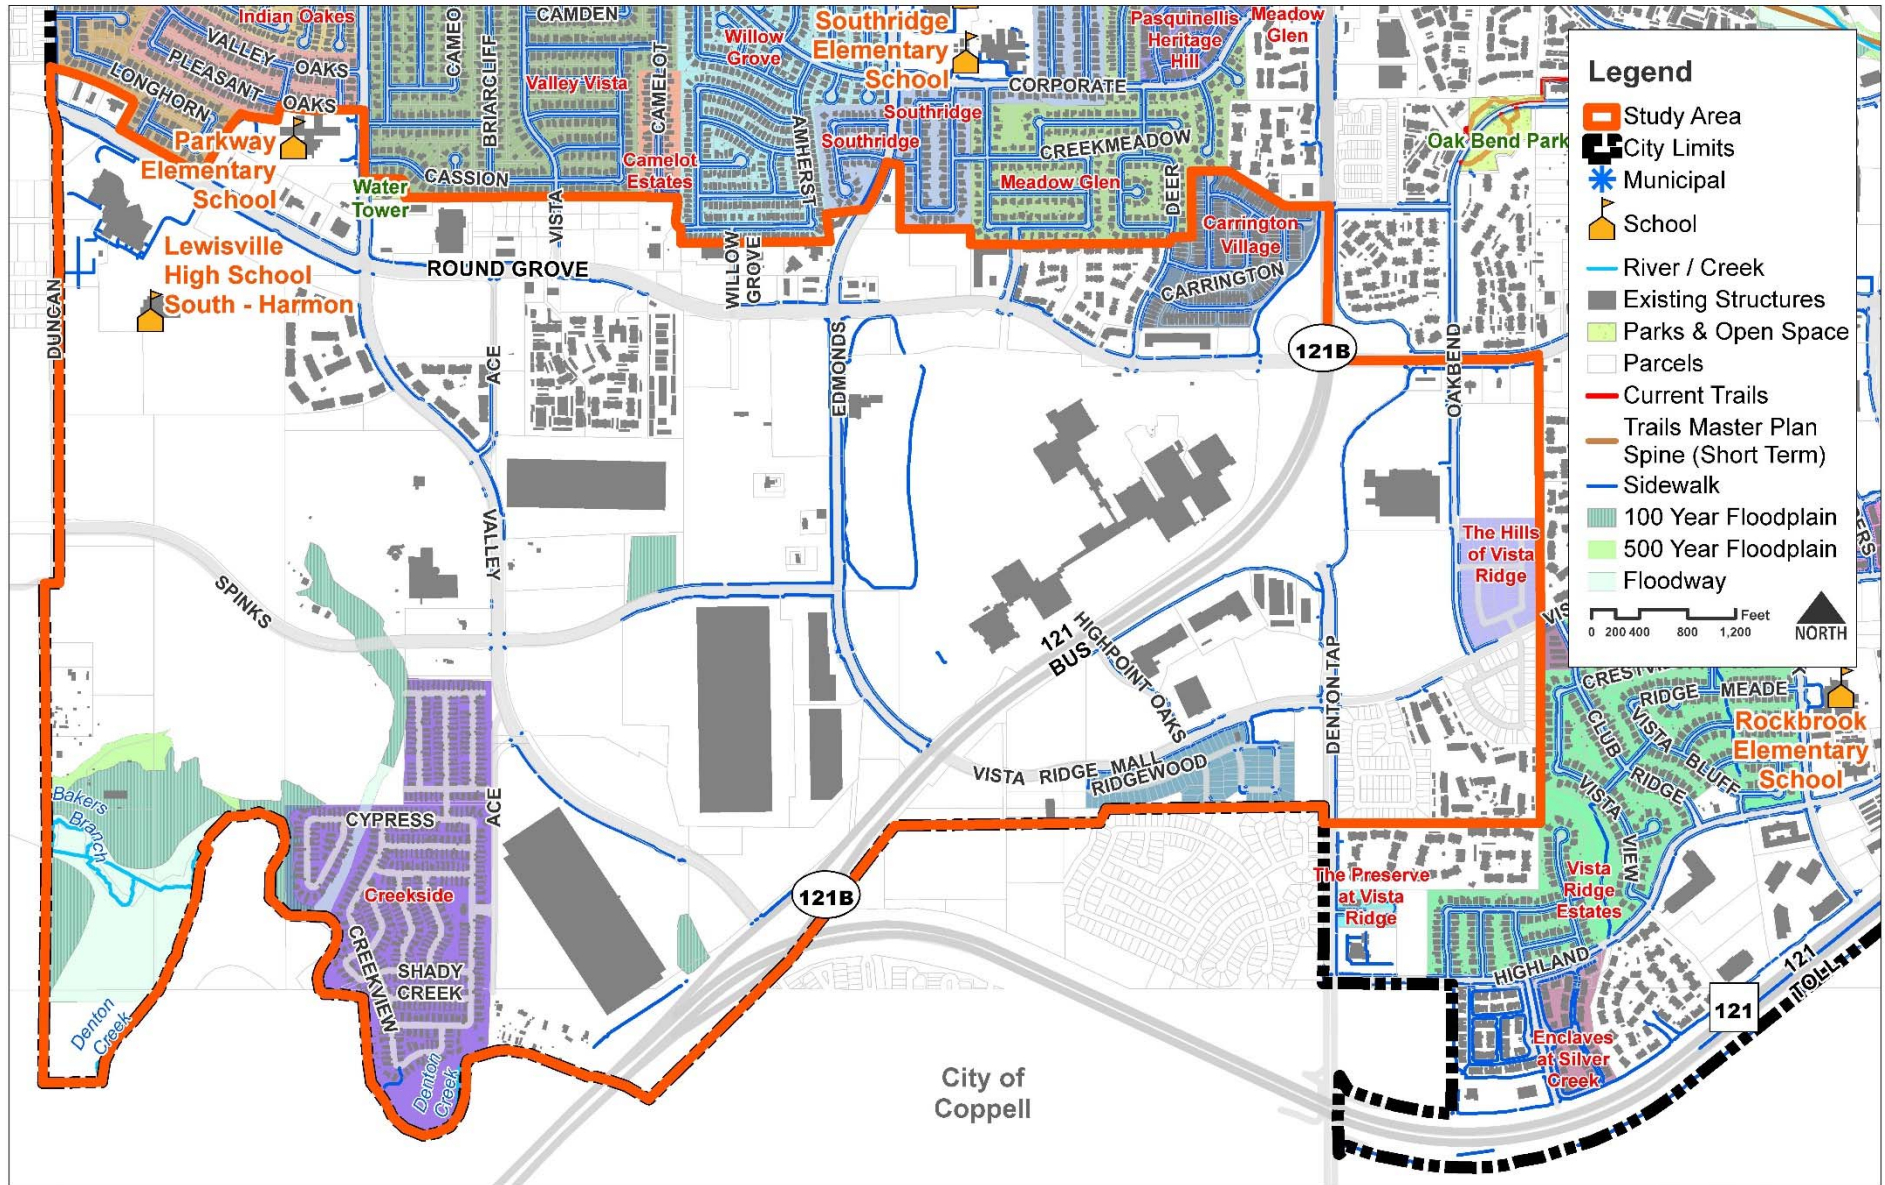 Indian Oakes
CAMEO
CAMDEN
Southridge
Elementary
School
Pasquinellis
Heritage
Hill
Meadow
Glen
VALLEY OAKS
PLEASANT OAKS
LONGHORN
BRIARCLIFF
Valley Vista
CAMELOT
Willow
Grove
CORPORATE
Southridge
Southridge
CREEKMEADOW
Oak Bend Park
Parkway
Elementary
School
CASSION
Camelot
Estates
AMHERST
Meadow Glen
DEER
Water
Tower
VISTA
WILLOW
GROVE
Carrington
Village
CARRINGTON
Lewisville
High School
South - Harmon
ROUND GROVE
DUNCAN
ACE
EDMONDS
121B
OAKBEND
VALLEY
The Hills
of Vista
Ridge
VIS
SPINKS
121
BUS
HIGHPOINT OAKS
DENTON TAP
CRESTVIE
RIDGE MEADE
CLUB RIDGE
VISTA BLUFF
Rockbrook
Elementary
School
VISTA RIDGE MALL
RIDGEWOOD
VISTA VIEW
Bakers
Branch
CYPRESS
ACE
Creekside
121B
The Preserve
at Vista
Ridge
Vista
Ridge
Estates
CREEKVIEW
SHADY
CREEK
HIGHLAND
121
TOLL
121
Denton
Creek
Denton
Creek
City of
Coppell
Enclaves
at Silver
Creek
Legend
Study Area
City Limits
Municipal
School
River / Creek
Existing Structures
Parks & Open Space
Parcels
Current Trails
Trails Master Plan
Spine (Short Term)
Sidewalk
100 Year Floodplain
500 Year Floodplain
Floodway
Feet
0 200 400 800 1,200
NORTH
ERS